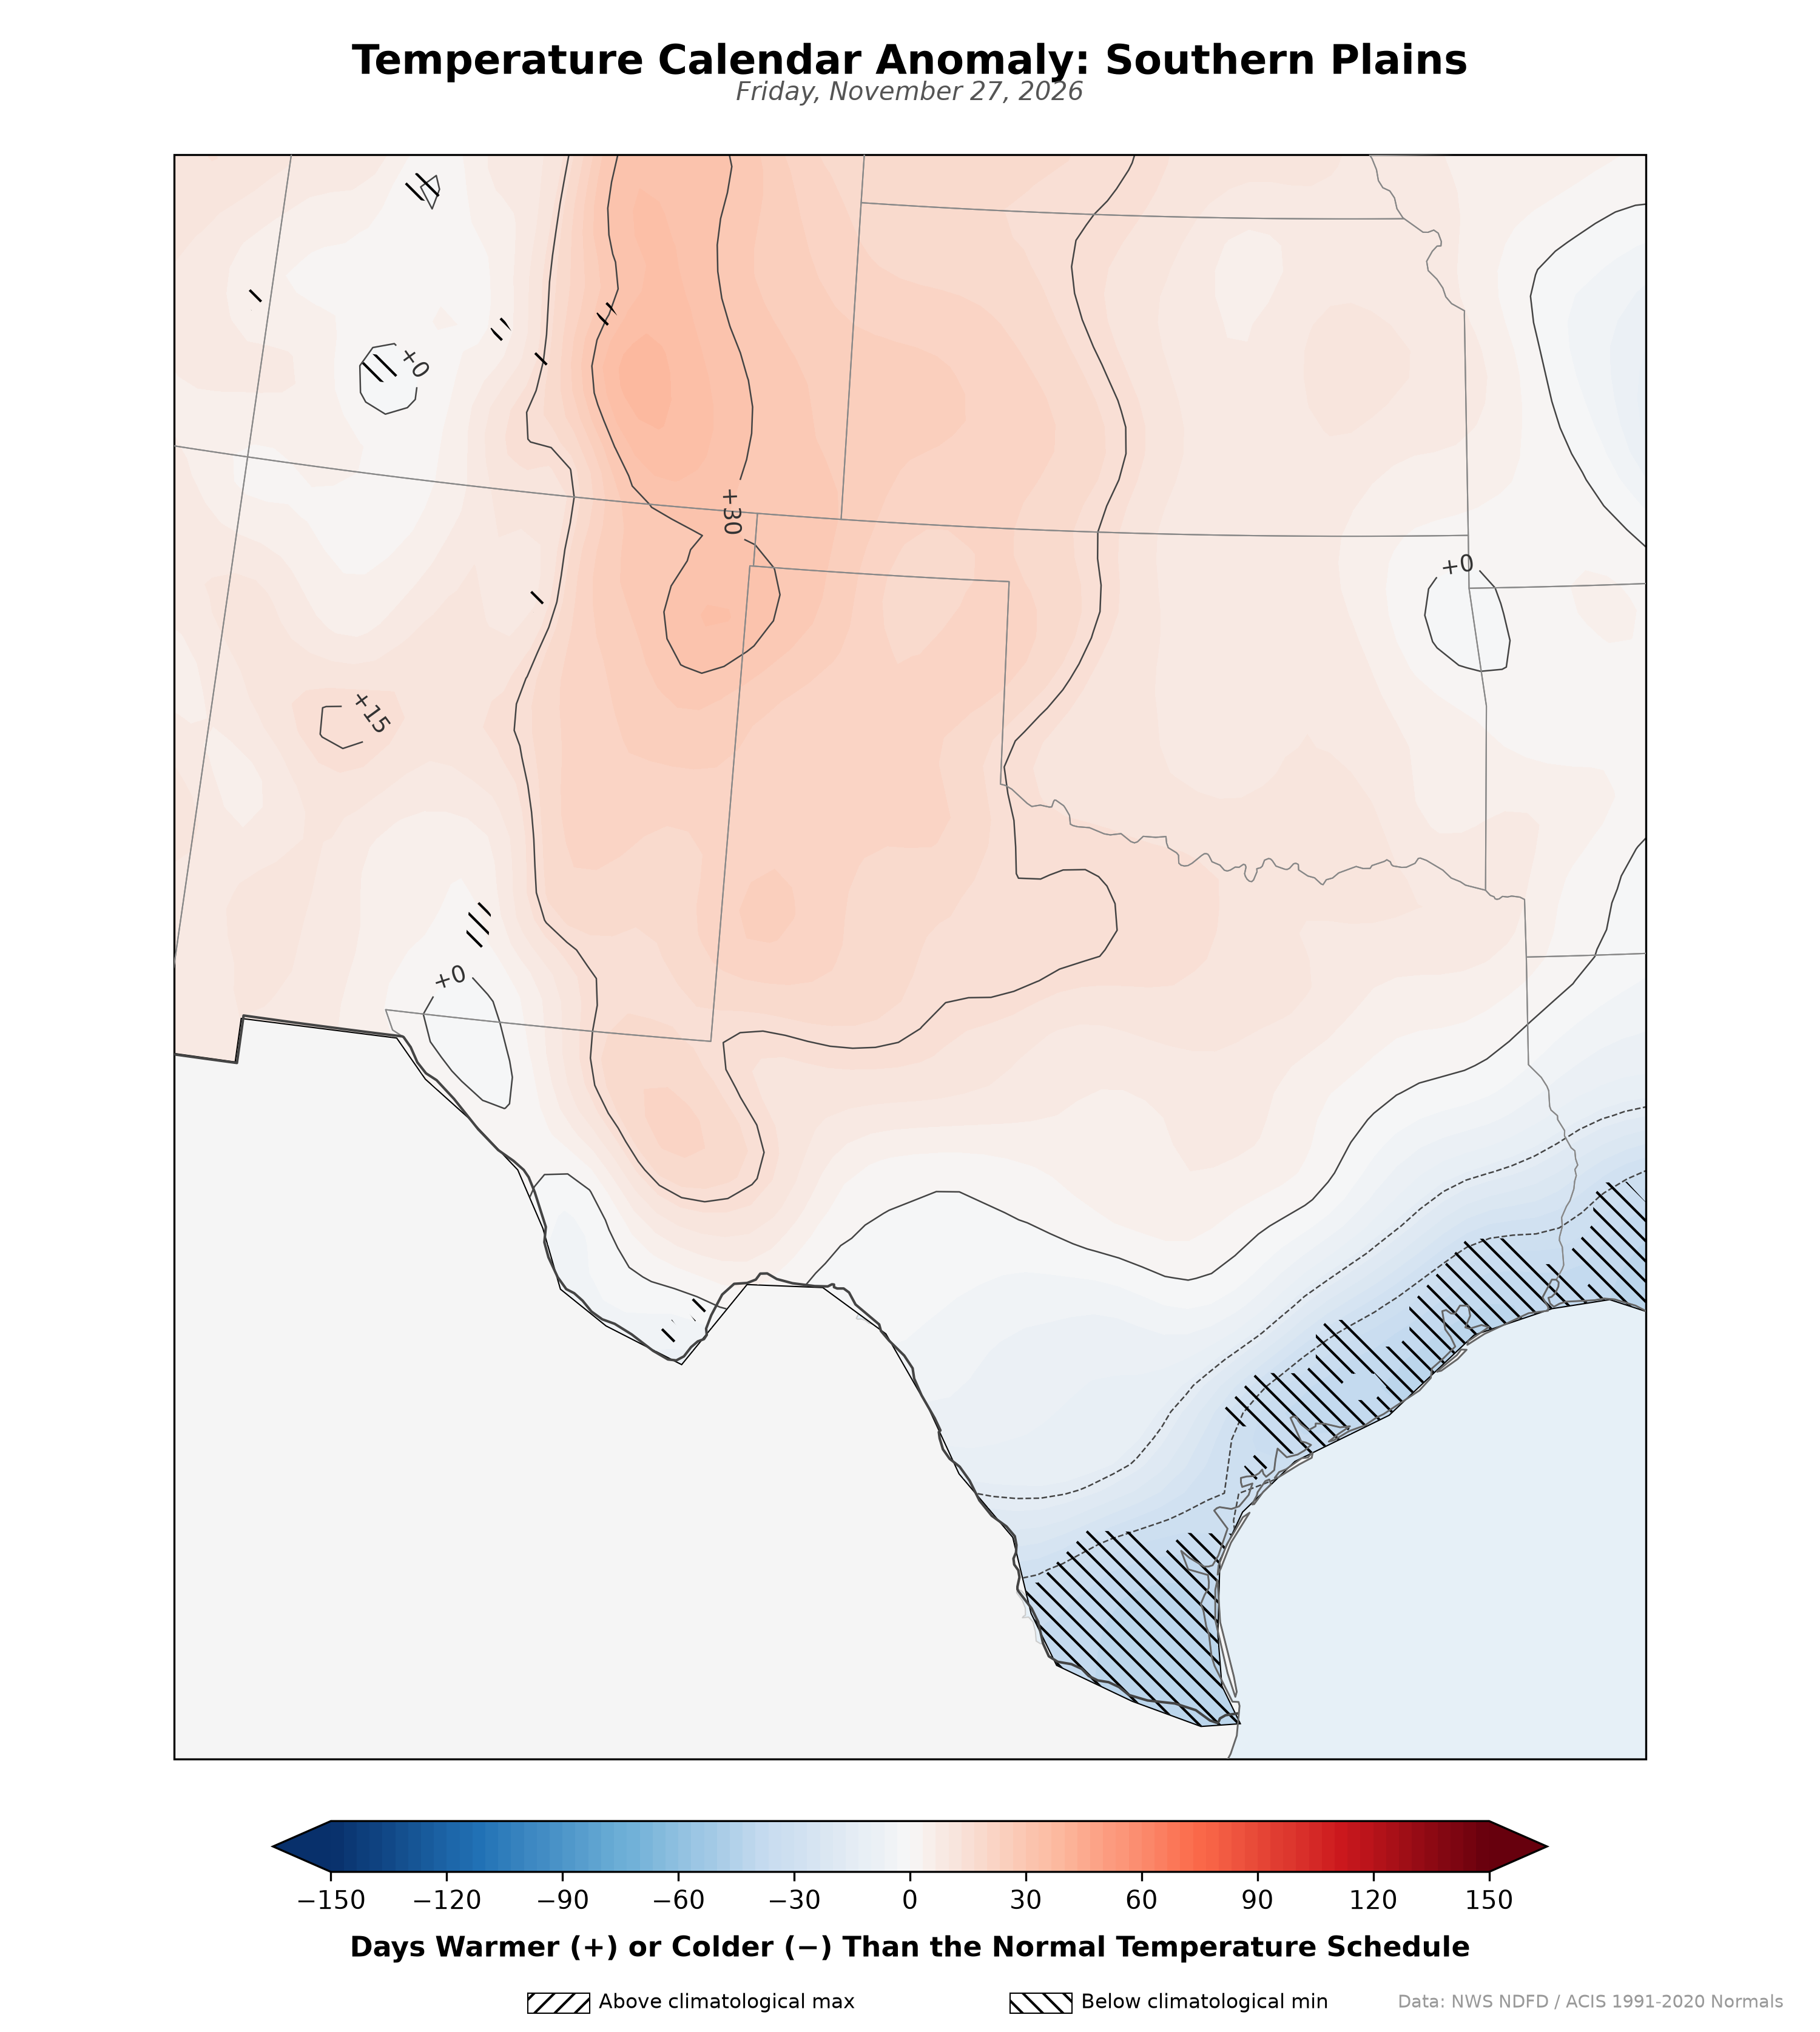 Temperature Calendar Anomaly: Southern Plains
Friday, November 27, 2026
+0
+30
+0
+15
+0
−150 −120 −90 −60 −30 0 30 60 90 120 150
Days Warmer (+) or Colder (−) Than the Normal Temperature Schedule
Above climatological max Below climatological min Data: NWS NDFD / ACIS 1991-2020 Normals